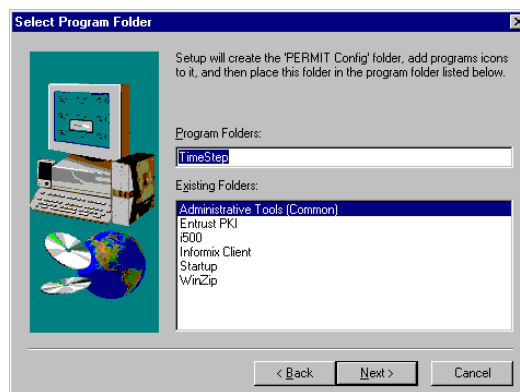 Select Program Folder
Setup will create the 'PERMIT Config' folder, add programs icons
to it, and then place this folder in the program folder listed below.
Program Folders:
TimeStep
Existing Folders:
Administrative Tools (Common)
Entrust PKI
i500
Informix Client
Startup
WinZip
< Back
Next >
Cancel